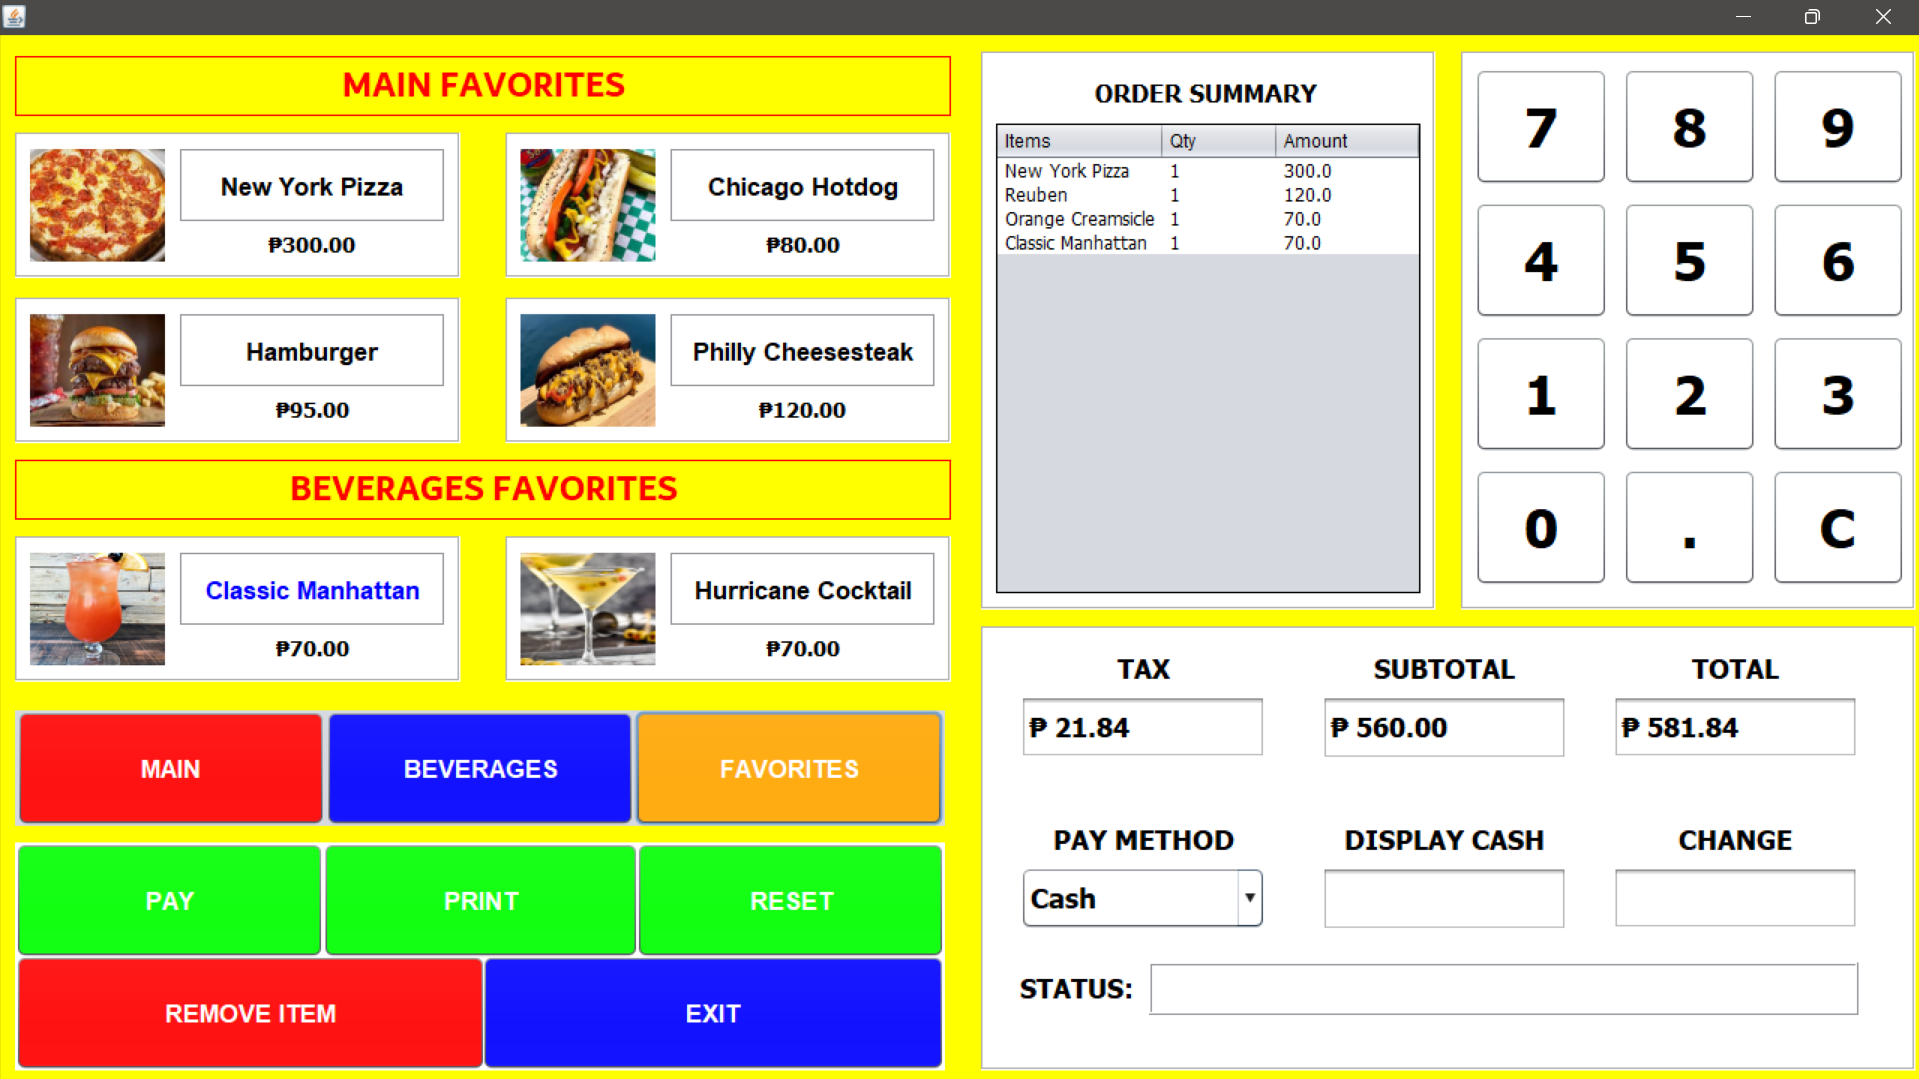 MAIN FAVORITES
New York Pizza
₱300.00
Chicago Hotdog
₱80.00
Hamburger
₱95.00
Philly Cheesesteak
₱120.00
BEVERAGES FAVORITES
Classic Manhattan
₱70.00
Hurricane Cocktail
₱70.00
MAIN
BEVERAGES
FAVORITES
PAY
PRINT
RESET
REMOVE ITEM
EXIT
ORDER SUMMARY
Items Qty Amount
New York Pizza 1 300.0
Reuben 1 120.0
Orange Creamsicle 1 70.0
Classic Manhattan 1 70.0
7 8 9
4 5 6
1 2 3
0 . C
TAX SUBTOTAL TOTAL
₱ 21.84 ₱ 560.00 ₱ 581.84
PAY METHOD DISPLAY CASH CHANGE
Cash
STATUS: